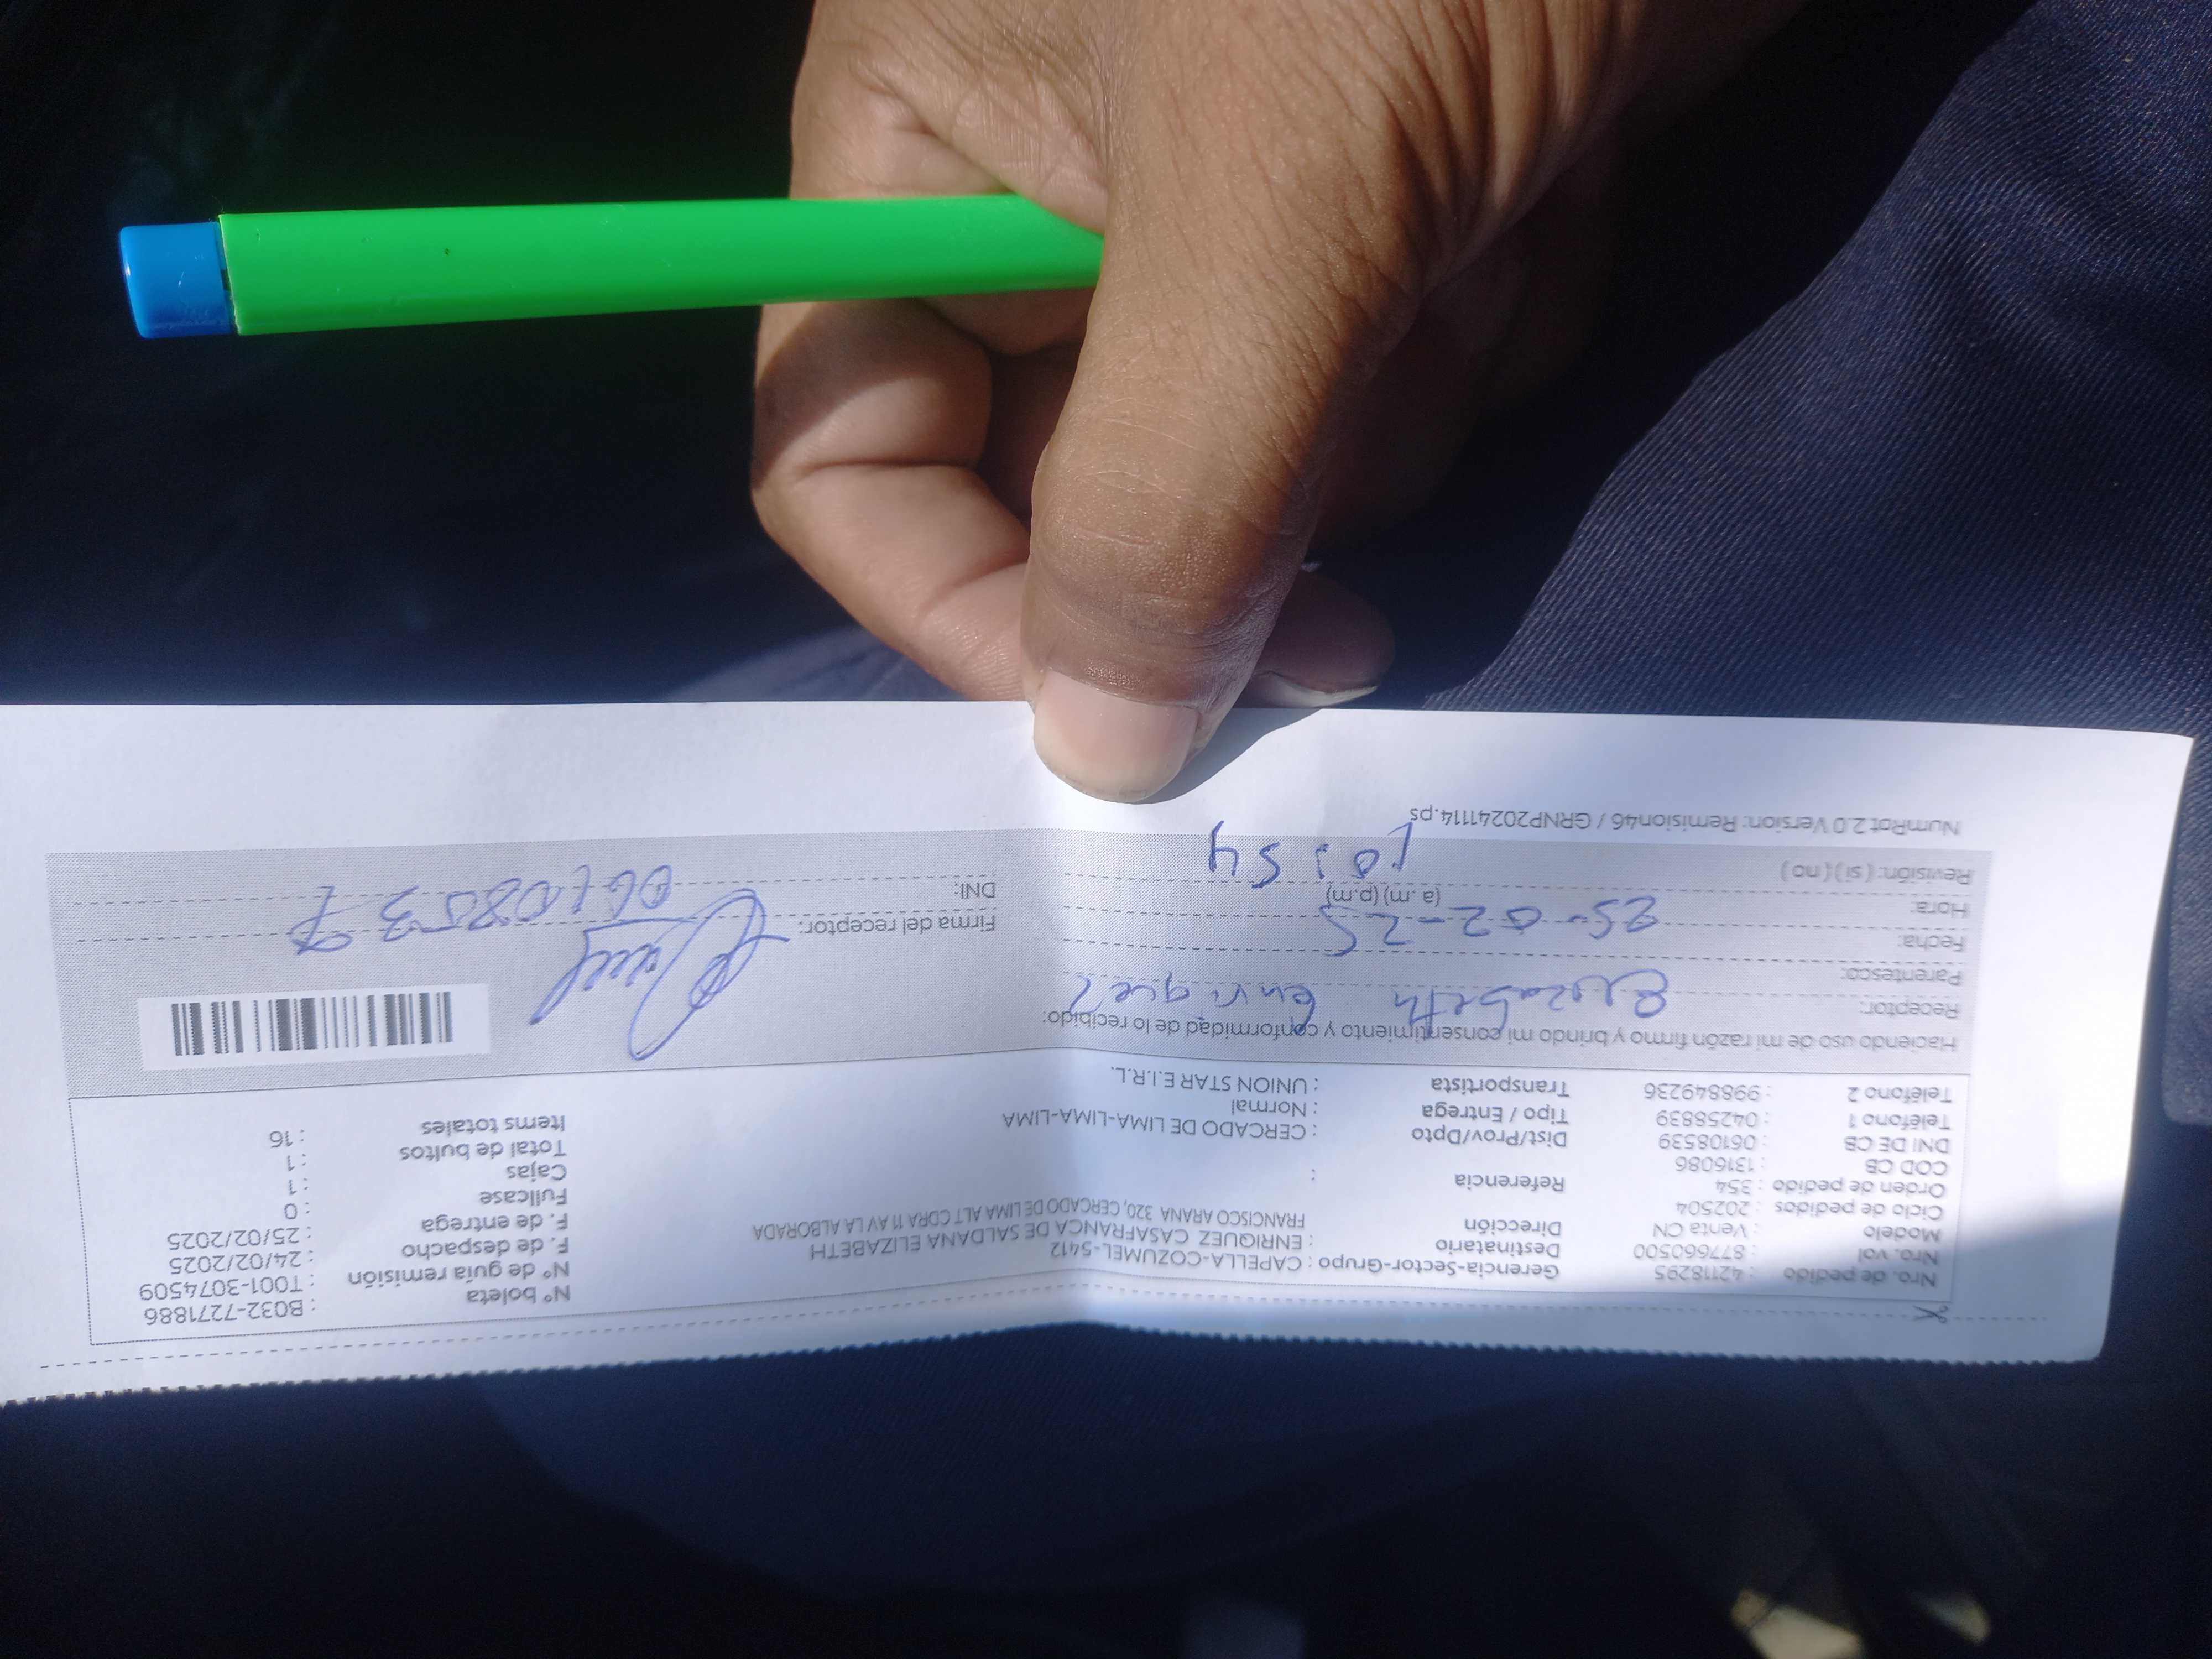 Nro. de pedido : 42118295
Nro. vol : 877660500
Modelo : Venta CN
Ciclo de pedidos : 202504
Orden de pedido : 354
COD CB : 1316086
DNI DE CB : 06108539
Teléfono 1 : 04258839
Teléfono 2 : 998849236
Gerencia-Sector-Grupo : CAPELLA-COZUMEL-5412
Destinatario : ENRIQUEZ CASAFRANCA DE SALDANA ELIZABETH
Dirección FRANCISCO ARANA 320, CERCADO DE LIMA ALT CDRA 11 AV LA ALBORADA
Referencia :
Dist/Prov/Dpto : CERCADO DE LIMA-LIMA-LIMA
Tipo / Entrega : Normal
Transportista : UNION STAR E.I.R.L.
N° boleta : B032-7271886
N° de guía remisión : T001-3074509
F. de despacho : 24/02/2025
F. de entrega : 25/02/2025
Fullcase : 0
Cajas : 1
Total de bultos : 1
Items totales : 16
Haciendo uso de mi razón firmo y brindo mi consentimiento y conformidad de lo recibido:
Receptor: Elizabeth Enriquez
Parentesco:
Fecha: 25-02-25
Hora: (a.m) (p.m) 10:54
Revisión: ( si ) ( no )
Firma del receptor:
DNI:
NumRot 2.0 Version: Remision46 / GRNP20241114.ps